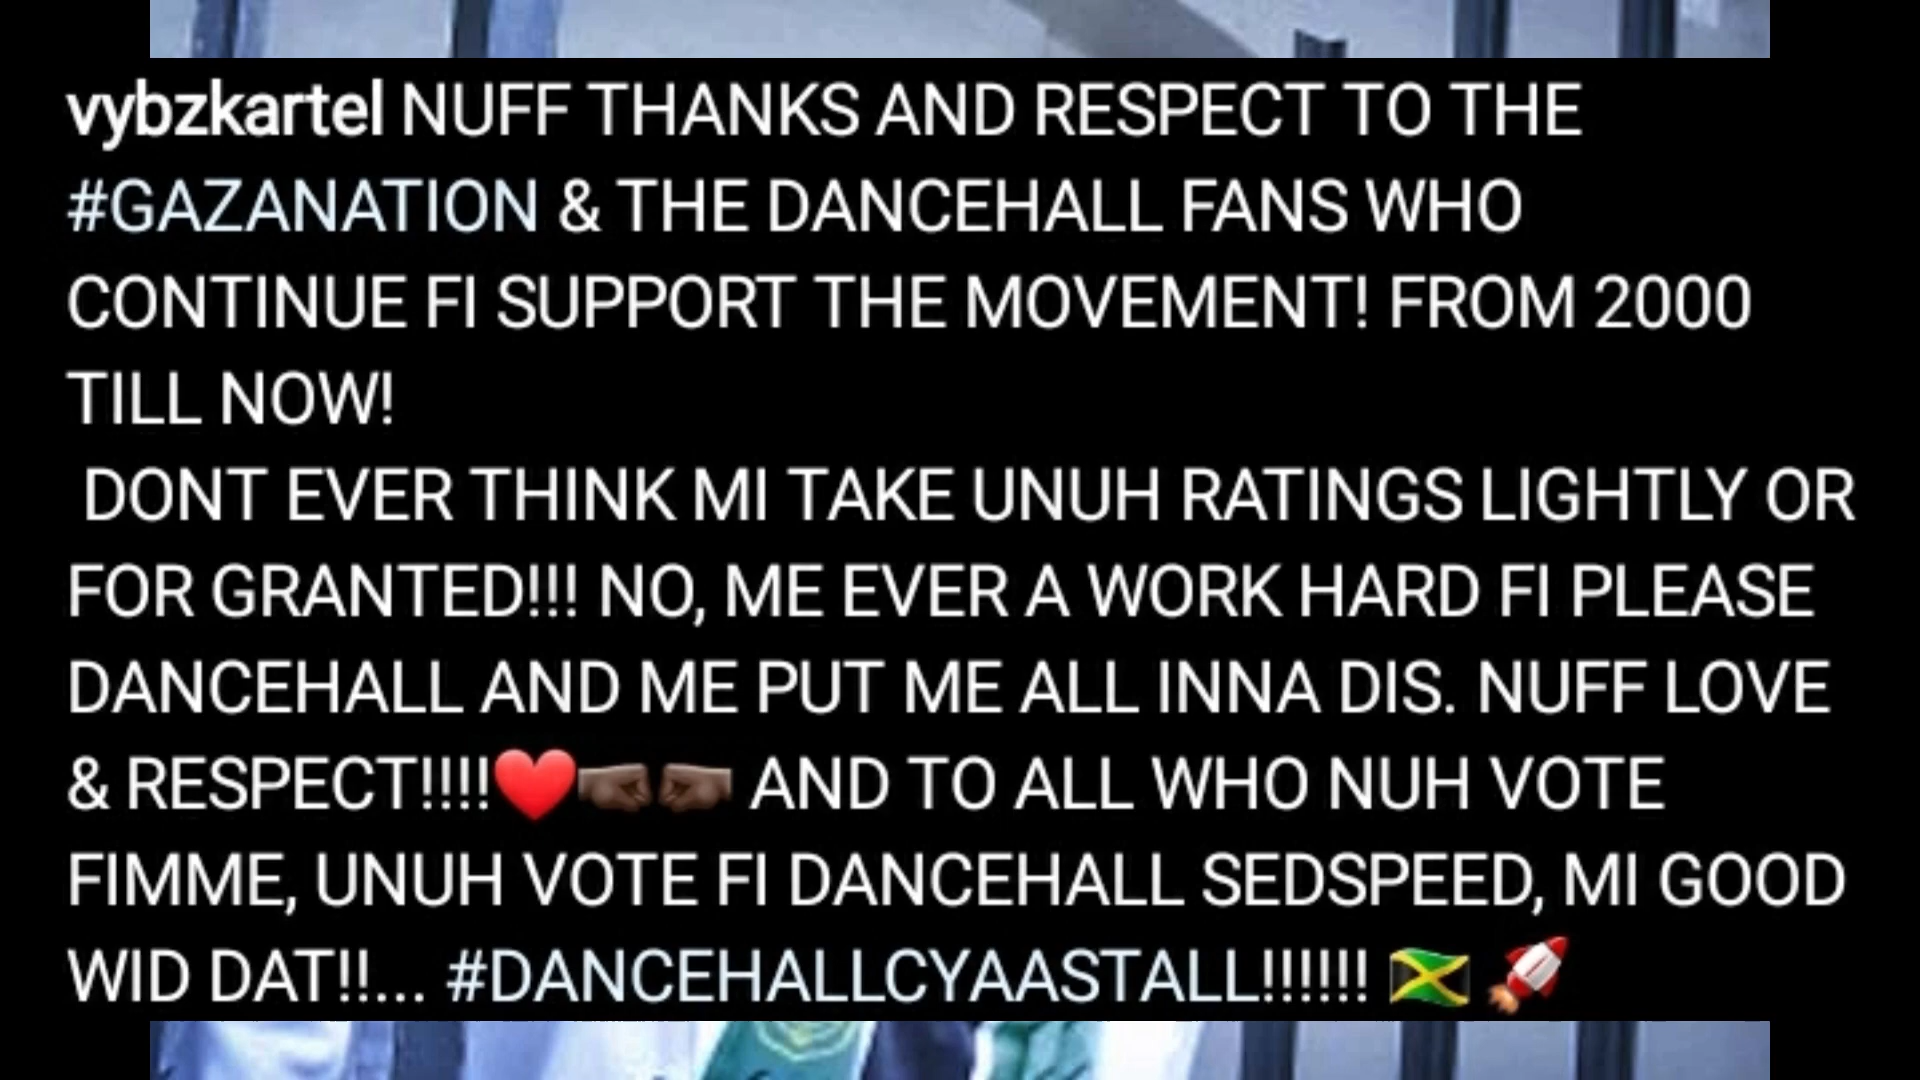 vybzkartel NUFF THANKS AND RESPECT TO THE
#GAZANATION & THE DANCEHALL FANS WHO
CONTINUE FI SUPPORT THE MOVEMENT! FROM 2000
TILL NOW!
DONT EVER THINK MI TAKE UNUH RATINGS LIGHTLY OR
FOR GRANTED!!! NO, ME EVER A WORK HARD FI PLEASE
DANCEHALL AND ME PUT ME ALL INNA DIS. NUFF LOVE
& RESPECT!!!!❤️🤜🏿🤛🏿 AND TO ALL WHO NUH VOTE
FIMME, UNUH VOTE FI DANCEHALL SEDSPEED, MI GOOD
WID DAT!!... #DANCEHALLCYAASTALL!!!!!! 🇯🇲 🚀